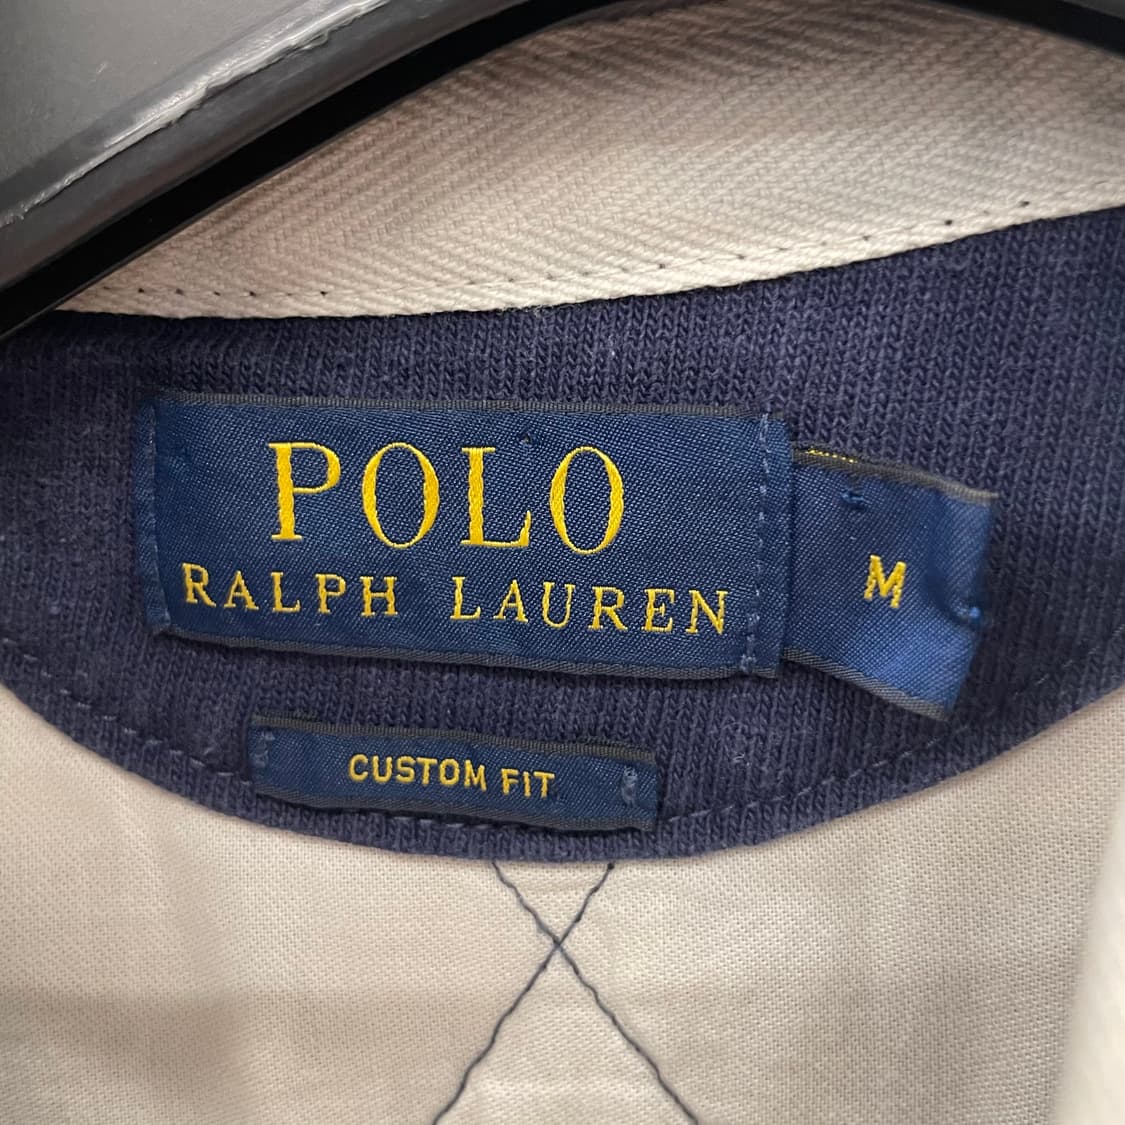 POLO
RALPH LAUREN
M
CUSTOM FIT